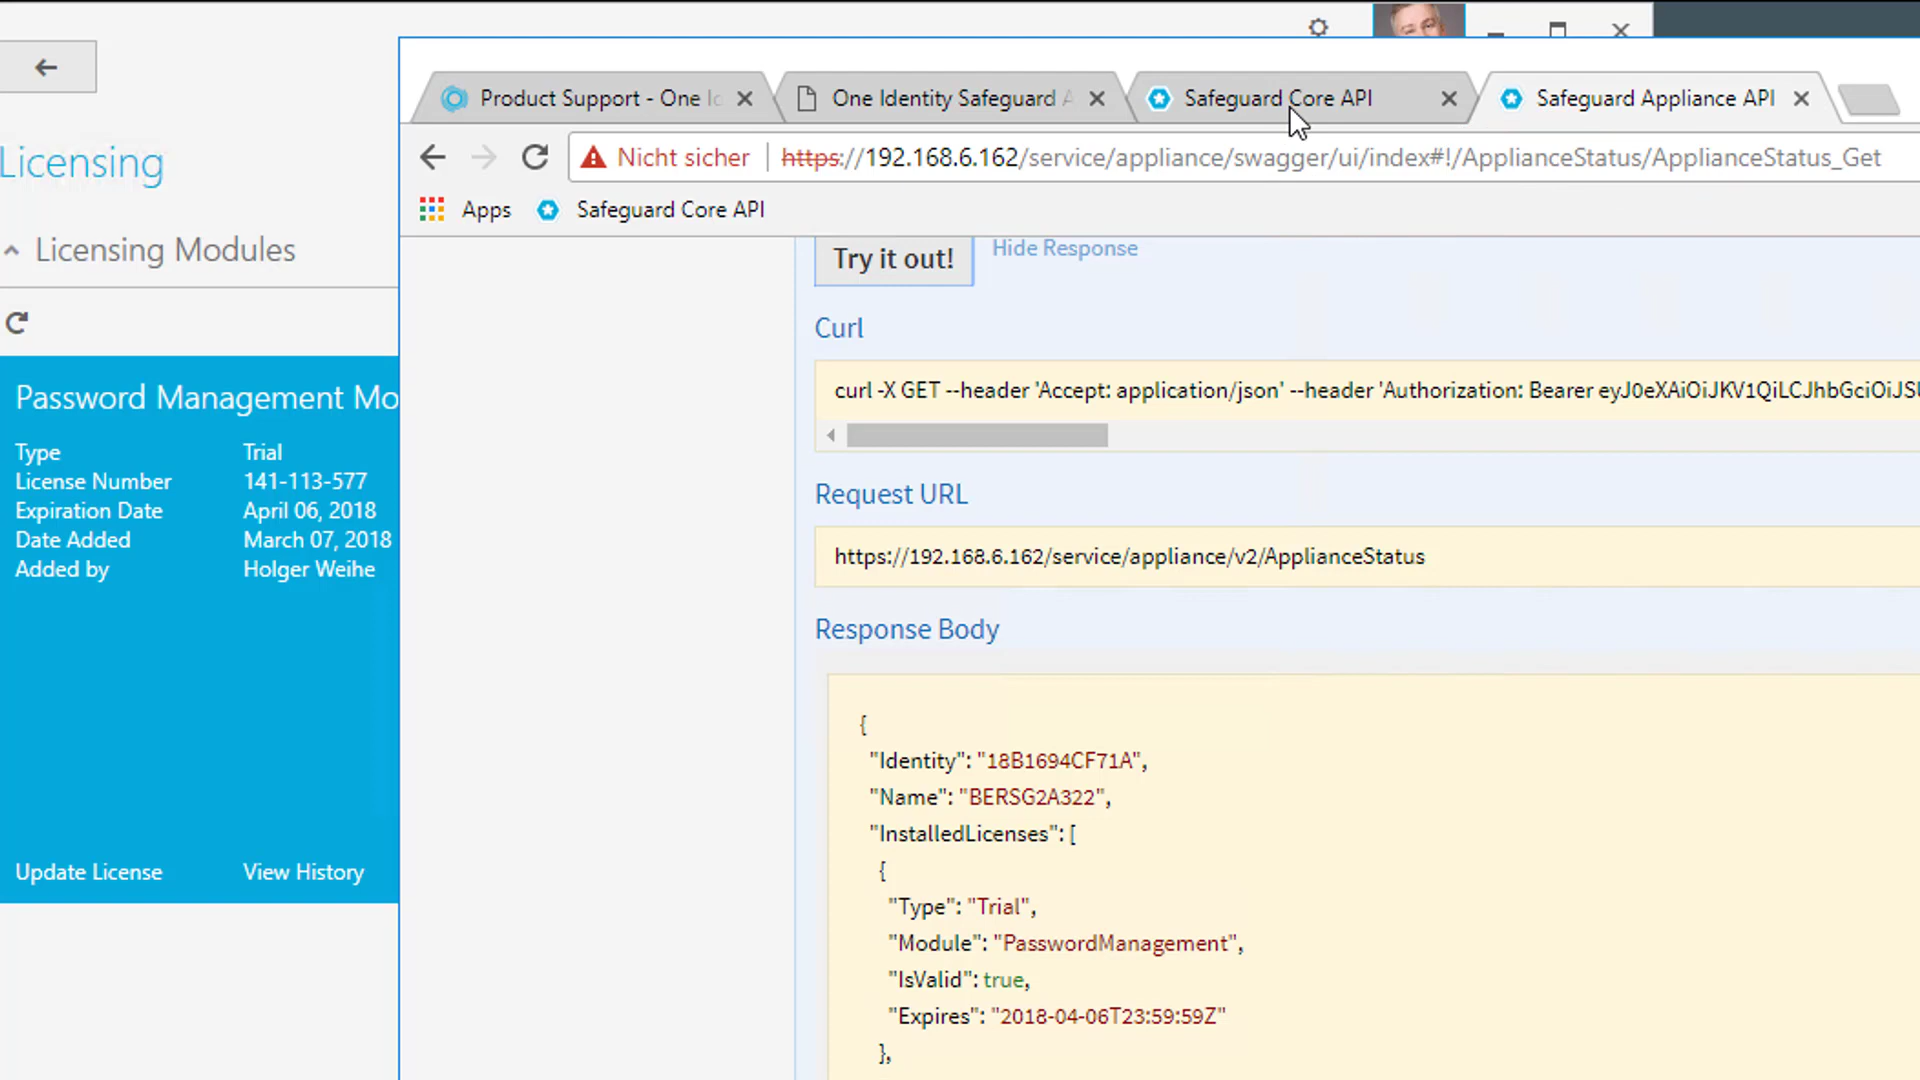 Product Support - One Ic
One Identity Safeguard A
Safeguard Core API
Safeguard Appliance API
Nicht sicher
https://192.168.6.162/service/appliance/swagger/ui/index#!/ApplianceStatus/ApplianceStatus_Get
Apps
Safeguard Core API
Licensing
Licensing Modules
Password Management Mo
Type Trial
License Number 141-113-577
Expiration Date April 06, 2018
Date Added March 07, 2018
Added by Holger Weihe
Update License View History
Try it out! Hide Response
Curl
curl -X GET --header 'Accept: application/json' --header 'Authorization: Bearer eyJ0eXAiOiJKV1QiLCJhbGciOiJSU
Request URL
https://192.168.6.162/service/appliance/v2/ApplianceStatus
Response Body
{
"Identity": "18B1694CF71A",
"Name": "BERSG2A322",
"InstalledLicenses": [
{
"Type": "Trial",
"Module": "PasswordManagement",
"IsValid": true,
"Expires": "2018-04-06T23:59:59Z"
},